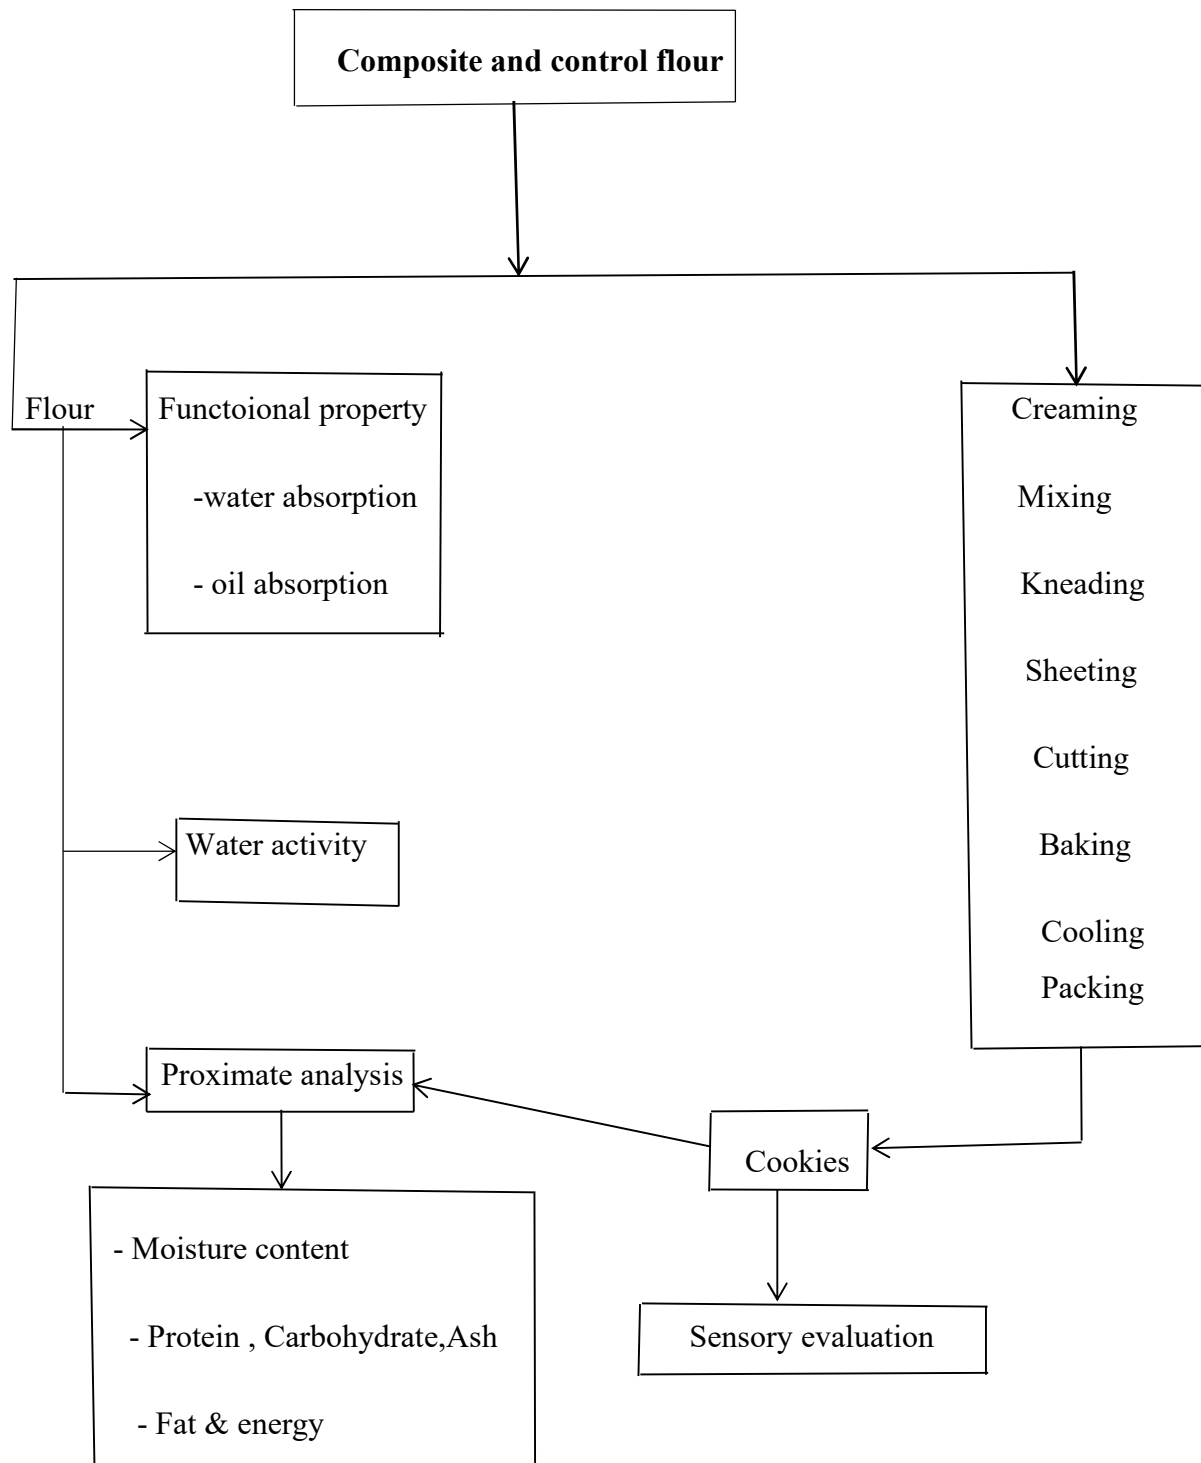 Composite and control flour
Flour
Functoional property
-water absorption
- oil absorption
Water activity
Proximate analysis
- Moisture content
- Protein , Carbohydrate,Ash
- Fat & energy
Creaming
Mixing
Kneading
Sheeting
Cutting
Baking
Cooling
Packing
Cookies
Sensory evaluation